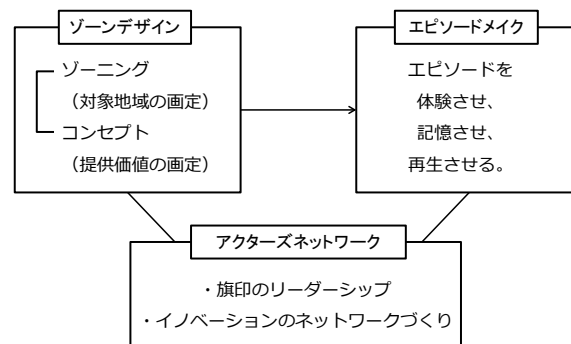 ゾーンデザイン
ゾーニング
（対象地域の画定）
コンセプト
（提供価値の画定）
エピソードメイク
エピソードを
体験させ、
記憶させ、
再生させる。
アクターズネットワーク
・旗印のリーダーシップ
・イノベーションのネットワークづくり